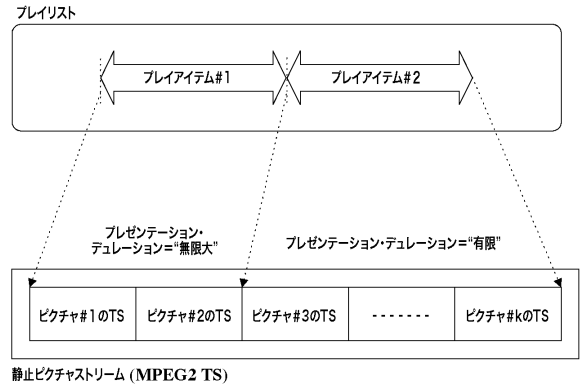 プレイリスト
プレイアイテム#1
プレイアイテム#2
プレゼンテーション・
デュレーション=“無限大”
プレゼンテーション・デュレーション=“有限”
ピクチャ#1のTS
ピクチャ#2のTS
ピクチャ#3のTS
-------
ピクチャ#kのTS
静止ピクチャストリーム (MPEG2 TS)